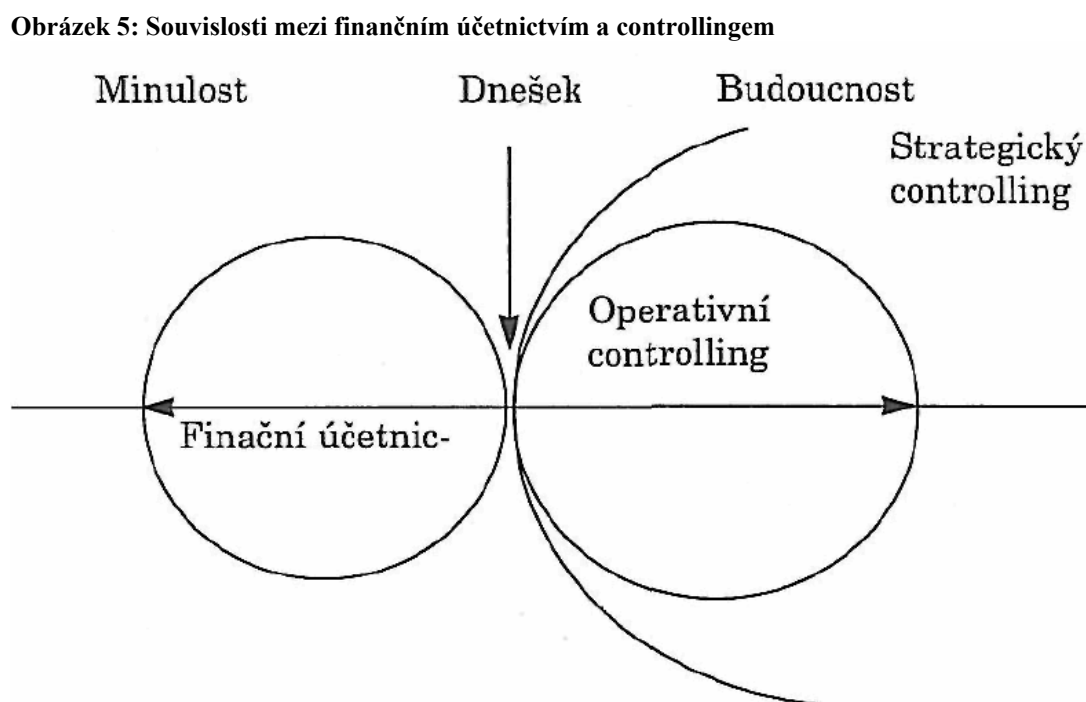 Obrázek 5: Souvislosti mezi finančním účetnictvím a controllingem
Minulost
Dnešek
Budoucnost
Strategický
controlling
Operativní
controlling
Finační účetnic-